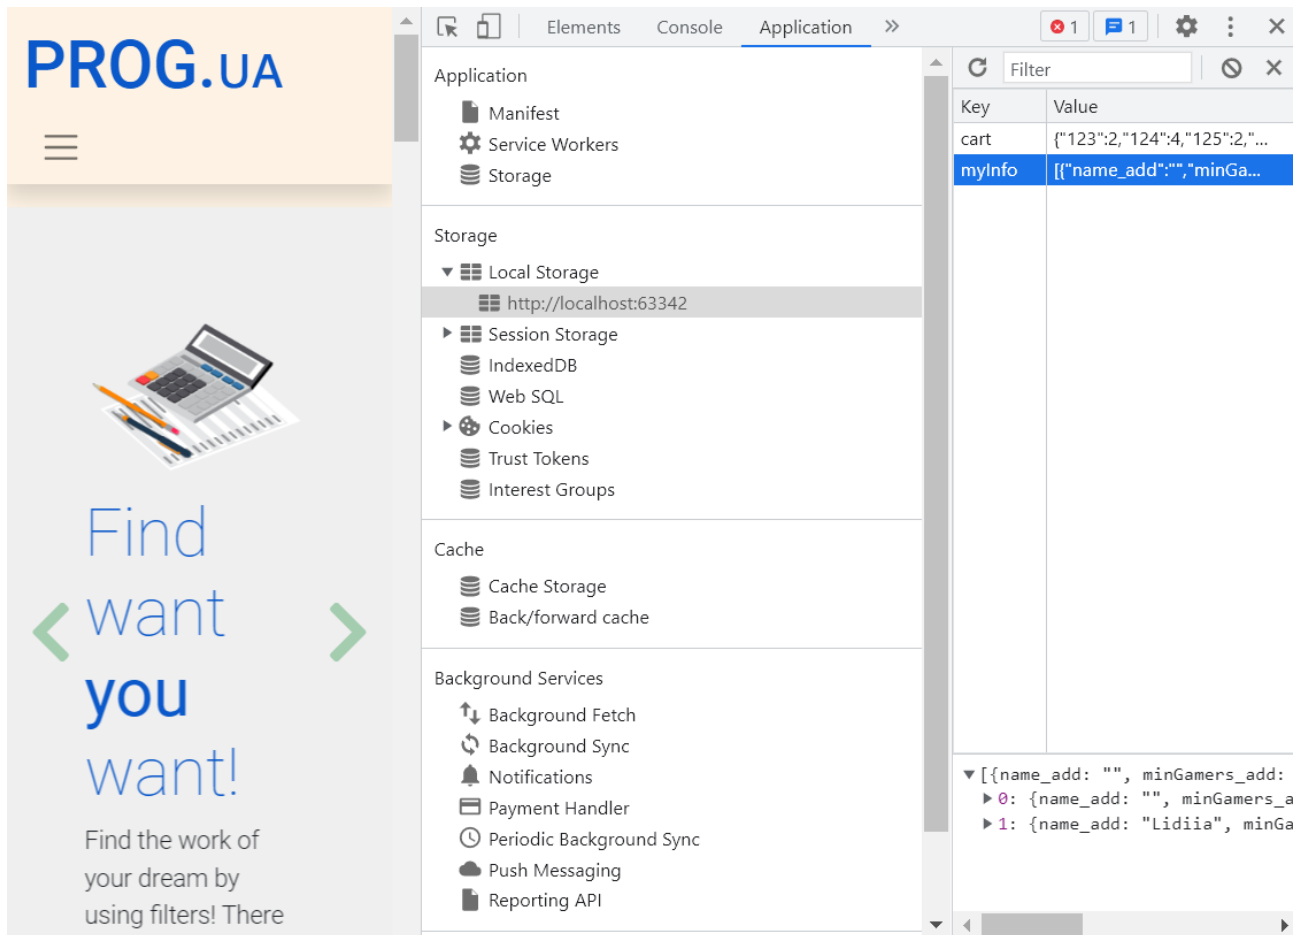 PROG.UA
Find
want
you
want!
Find the work of
your dream by
using filters! There
Elements Console Application
1 1
Application
Manifest
Service Workers
Storage
Storage
Local Storage
http://localhost:63342
Session Storage
IndexedDB
Web SQL
Cookies
Trust Tokens
Interest Groups
Cache
Cache Storage
Back/forward cache
Background Services
Background Fetch
Background Sync
Notifications
Payment Handler
Periodic Background Sync
Push Messaging
Reporting API
Filter
Key Value
cart {"123":2,"124":4,"125":2,"...
myInfo [{"name_add":"","minGa...
[{name_add: "", minGamers_add:
0: {name_add: "", minGamers_a
1: {name_add: "Lidiia", minGa